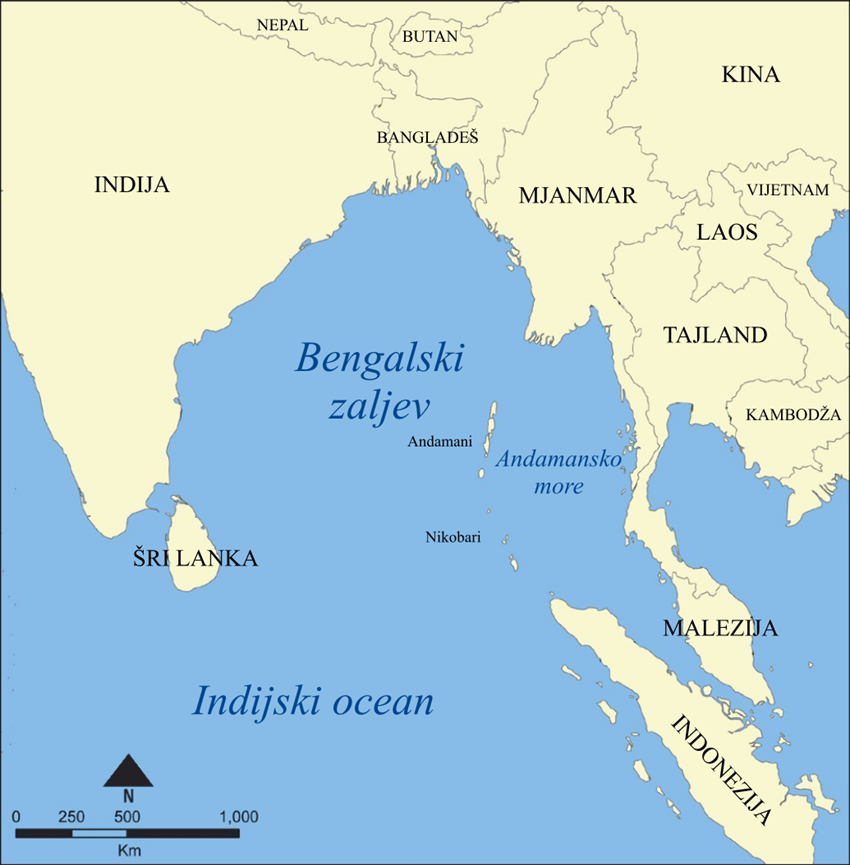 NEPAL
BUTAN
KINA
BANGLADEŠ
INDIJA
MJANMAR
VIJETNAM
LAOS
TAJLAND
Bengalski
zaljev
KAMBODŽA
Andamani
Andamansko
more
Nikobari
ŠRI LANKA
MALEZIJA
Indijski ocean
INDONEZIJA
N
0 250 500 1,000
Km